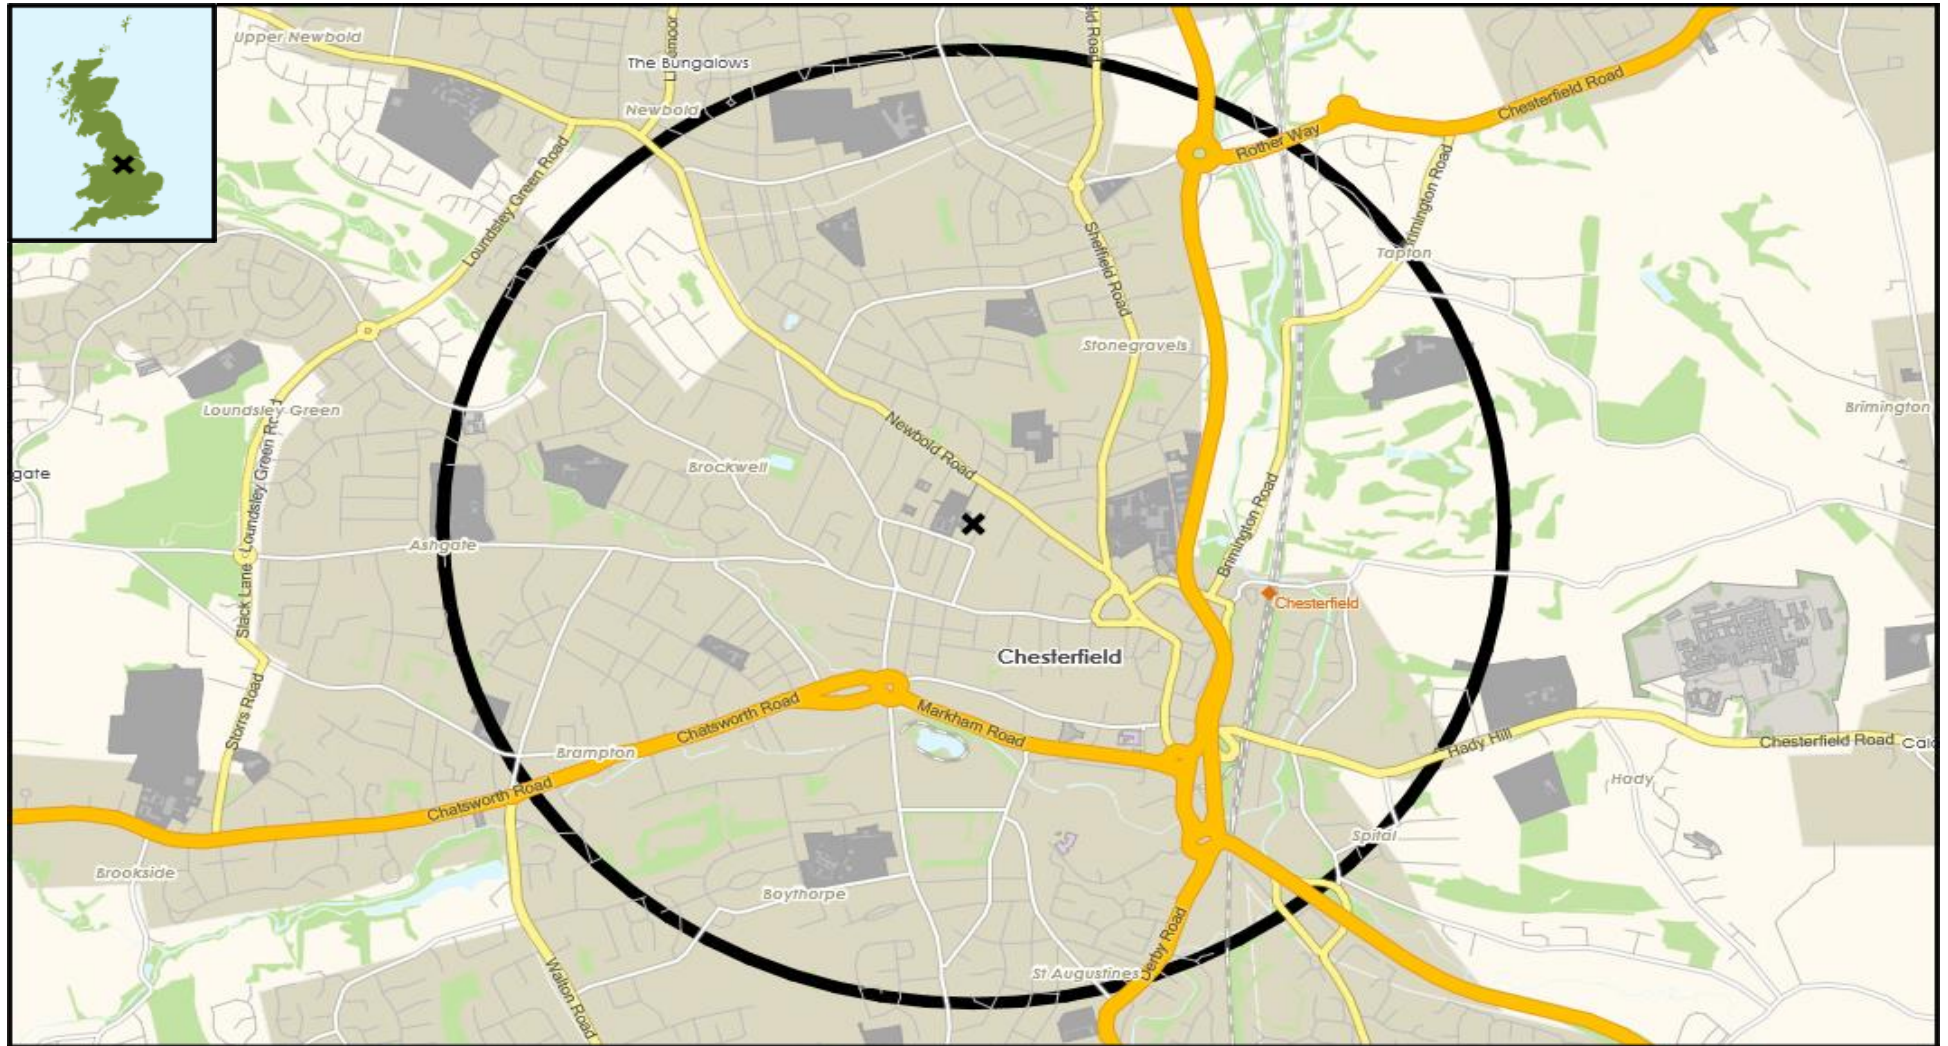 Upper Newbold
The Bungalows
Newbold
Chesterfield Road
Rother Way
Loundsley Green Road
Brimington Road
Tapton
Sheffield Road
Stonegravels
Loundsley Green
Brimington
Newbold Road
Brockwell
gate
Loundsley Green Road
Ashgate
Brimington Road
Slack Lane
Chesterfield
Chesterfield
Storrs Road
Chatsworth Road
Markham Road
Brampton
Hady Hill
Chesterfield Road
Hady
Chatsworth Road
Spital
Brookside
Boythorpe
Derby Road
St Augustines
Walton Road